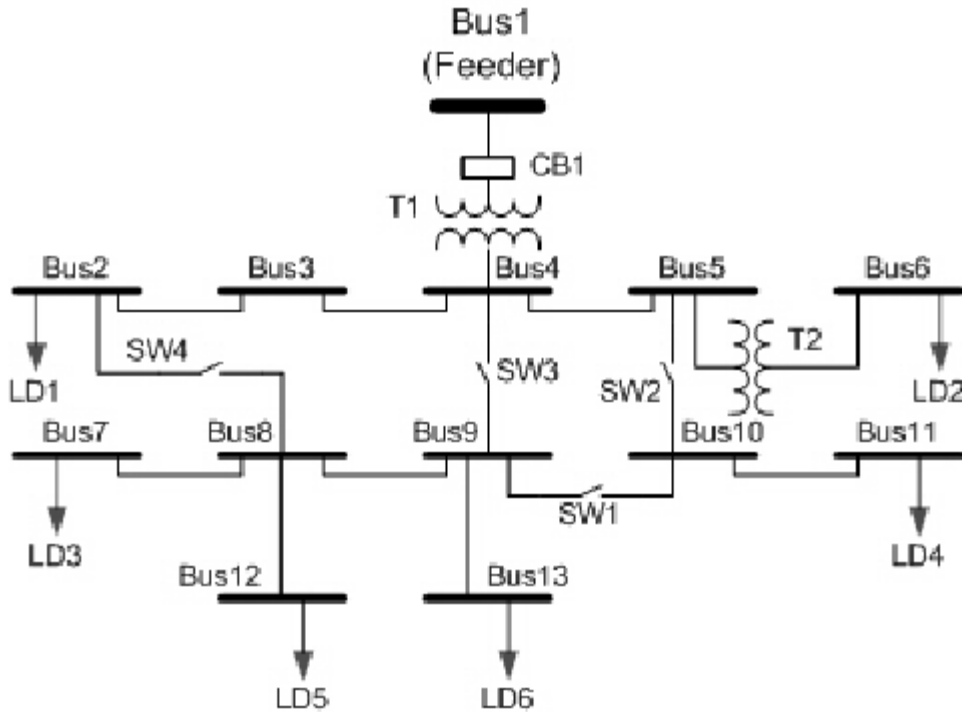 Bus1
(Feeder)
CB1
T1
Bus2
Bus3
Bus4
Bus5
Bus6
SW4
SW3
SW2
T2
LD1
LD2
Bus7
Bus8
Bus9
Bus10
Bus11
SW1
LD3
LD4
Bus12
Bus13
LD5
LD6